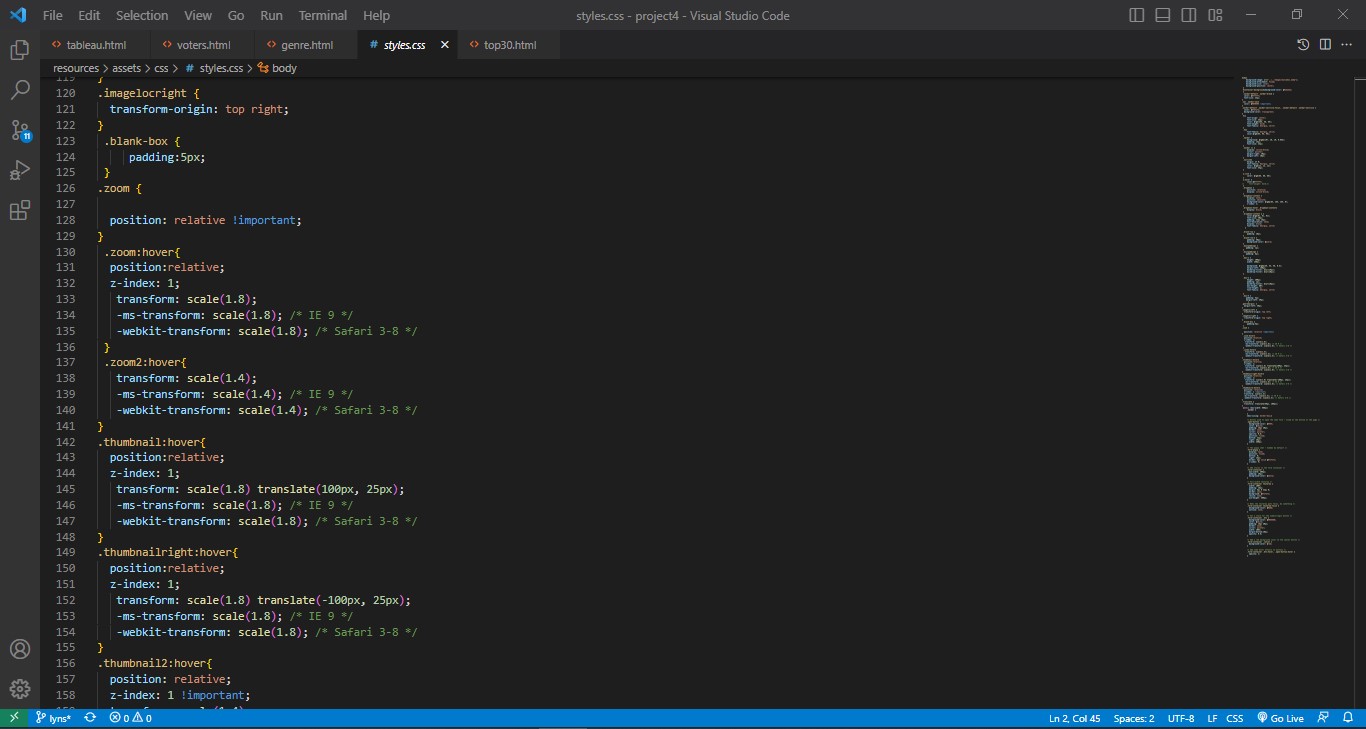 File Edit Selection View Go Run Terminal Help styles.css - project4 - Visual Studio Code
tableau.html voters.html genre.html # styles.css top30.html
resources > assets > css > # styles.css > body
119 }
120 .imagelocright {
121 transform-origin: top right;
122 }
123 .blank-box {
124 padding:5px;
125 }
126 .zoom {
127
128 position: relative !important;
129 }
130 .zoom:hover{
131 position:relative;
132 z-index: 1;
133 transform: scale(1.8);
134 -ms-transform: scale(1.8); /* IE 9 */
135 -webkit-transform: scale(1.8); /* Safari 3-8 */
136 }
137 .zoom2:hover{
138 transform: scale(1.4);
139 -ms-transform: scale(1.4); /* IE 9 */
140 -webkit-transform: scale(1.4); /* Safari 3-8 */
141 }
142 .thumbnail:hover{
143 position:relative;
144 z-index: 1;
145 transform: scale(1.8) translate(100px, 25px);
146 -ms-transform: scale(1.8); /* IE 9 */
147 -webkit-transform: scale(1.8); /* Safari 3-8 */
148 }
149 .thumbnailright:hover{
150 position:relative;
151 z-index: 1;
152 transform: scale(1.8) translate(-100px, 25px);
153 -ms-transform: scale(1.8); /* IE 9 */
154 -webkit-transform: scale(1.8); /* Safari 3-8 */
155 }
156 .thumbnail2:hover{
157 position: relative;
158 z-index: 1 !important;
11
lyns* 0 0 Ln 2, Col 45 Spaces: 2 UTF-8 LF CSS Go Live